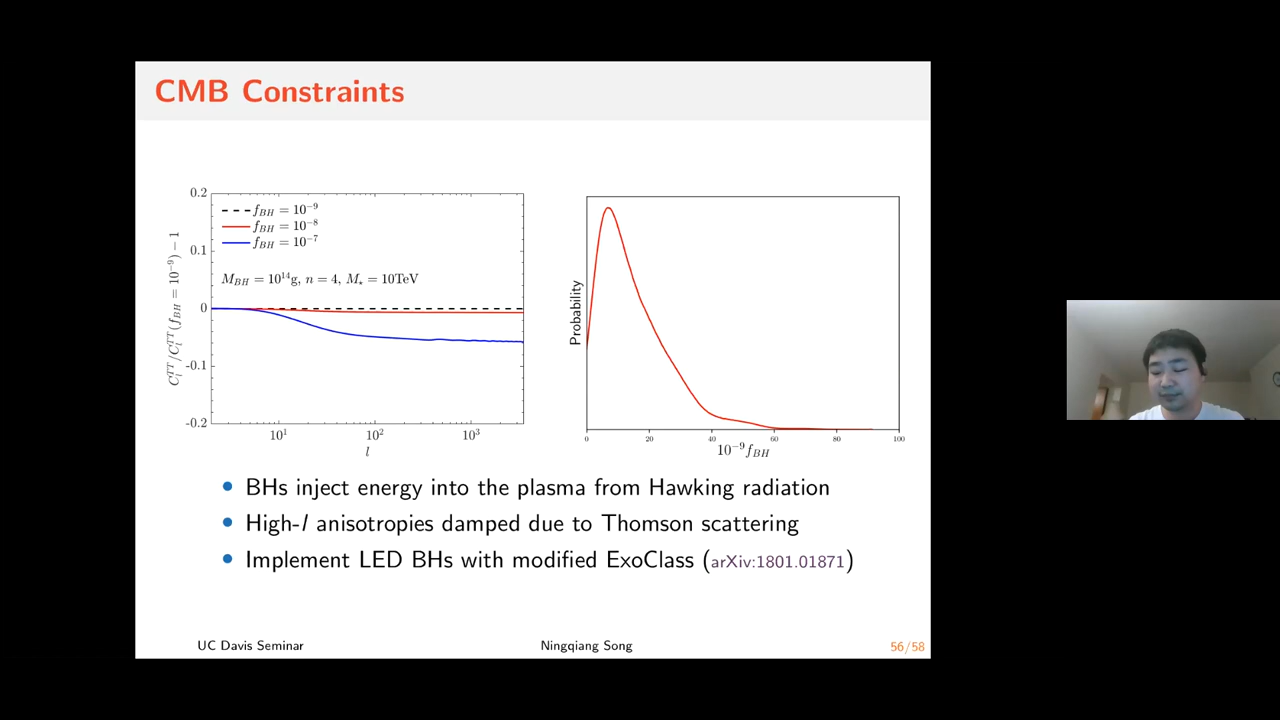 CMB Constraints
0.2
0.1
0
-0.1
-0.2
C_l^{TT}/C_l^{TT}(f_{BH} = 10^{-9}) − 1
f_{BH} = 10^{-9}
f_{BH} = 10^{-8}
f_{BH} = 10^{-7}
M_{BH} = 10^{14}g, n = 4, M_⋆ = 10TeV
10^1 10^2 10^3
l
Probability
0 20 40 60 80 100
10^{-9} f_{BH}
• BHs inject energy into the plasma from Hawking radiation
• High-l anisotropies damped due to Thomson scattering
• Implement LED BHs with modified ExoClass (arXiv:1801.01871)
UC Davis Seminar Ningqiang Song 56/58